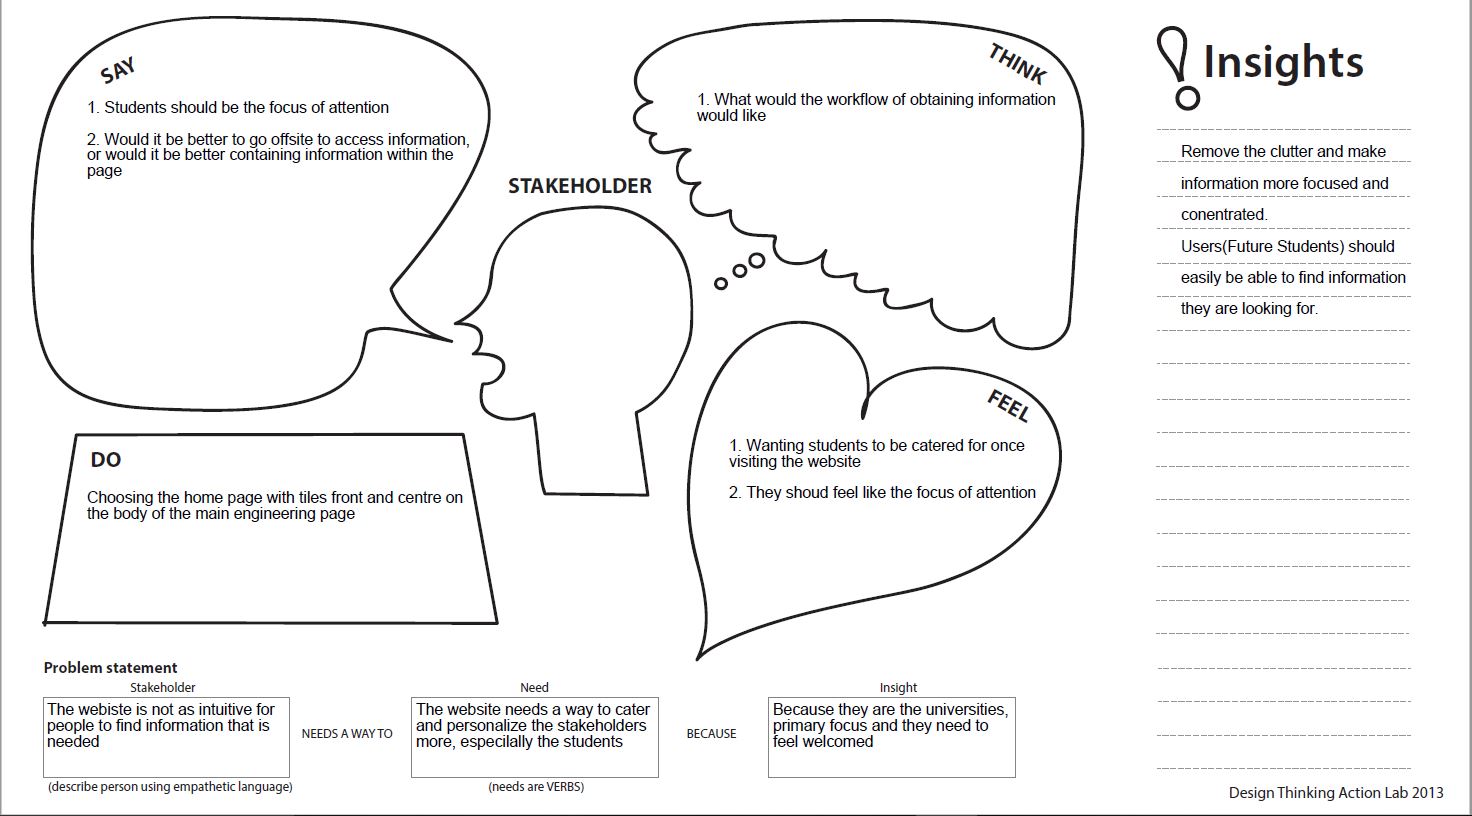 SAY
1. Students should be the focus of attention
2. Would it be better to go offsite to access information,
or would it be better containing information within the
page
THINK
1. What would the workflow of obtaining information
would like
STAKEHOLDER
DO
Choosing the home page with tiles front and centre on
the body of the main engineering page
FEEL
1. Wanting students to be catered for once
visiting the website
2. They shoud feel like the focus of attention
Insights
Remove the clutter and make
information more focused and
conentrated.
Users(Future Students) should
easily be able to find information
they are looking for.
Problem statement
Stakeholder
The webiste is not as intuitive for
people to find information that is
needed
(describe person using empathetic language)
NEEDS A WAY TO
Need
The website needs a way to cater
and personalize the stakeholders
more, especilally the students
(needs are VERBS)
BECAUSE
Insight
Because they are the universities,
primary focus and they need to
feel welcomed
Design Thinking Action Lab 2013